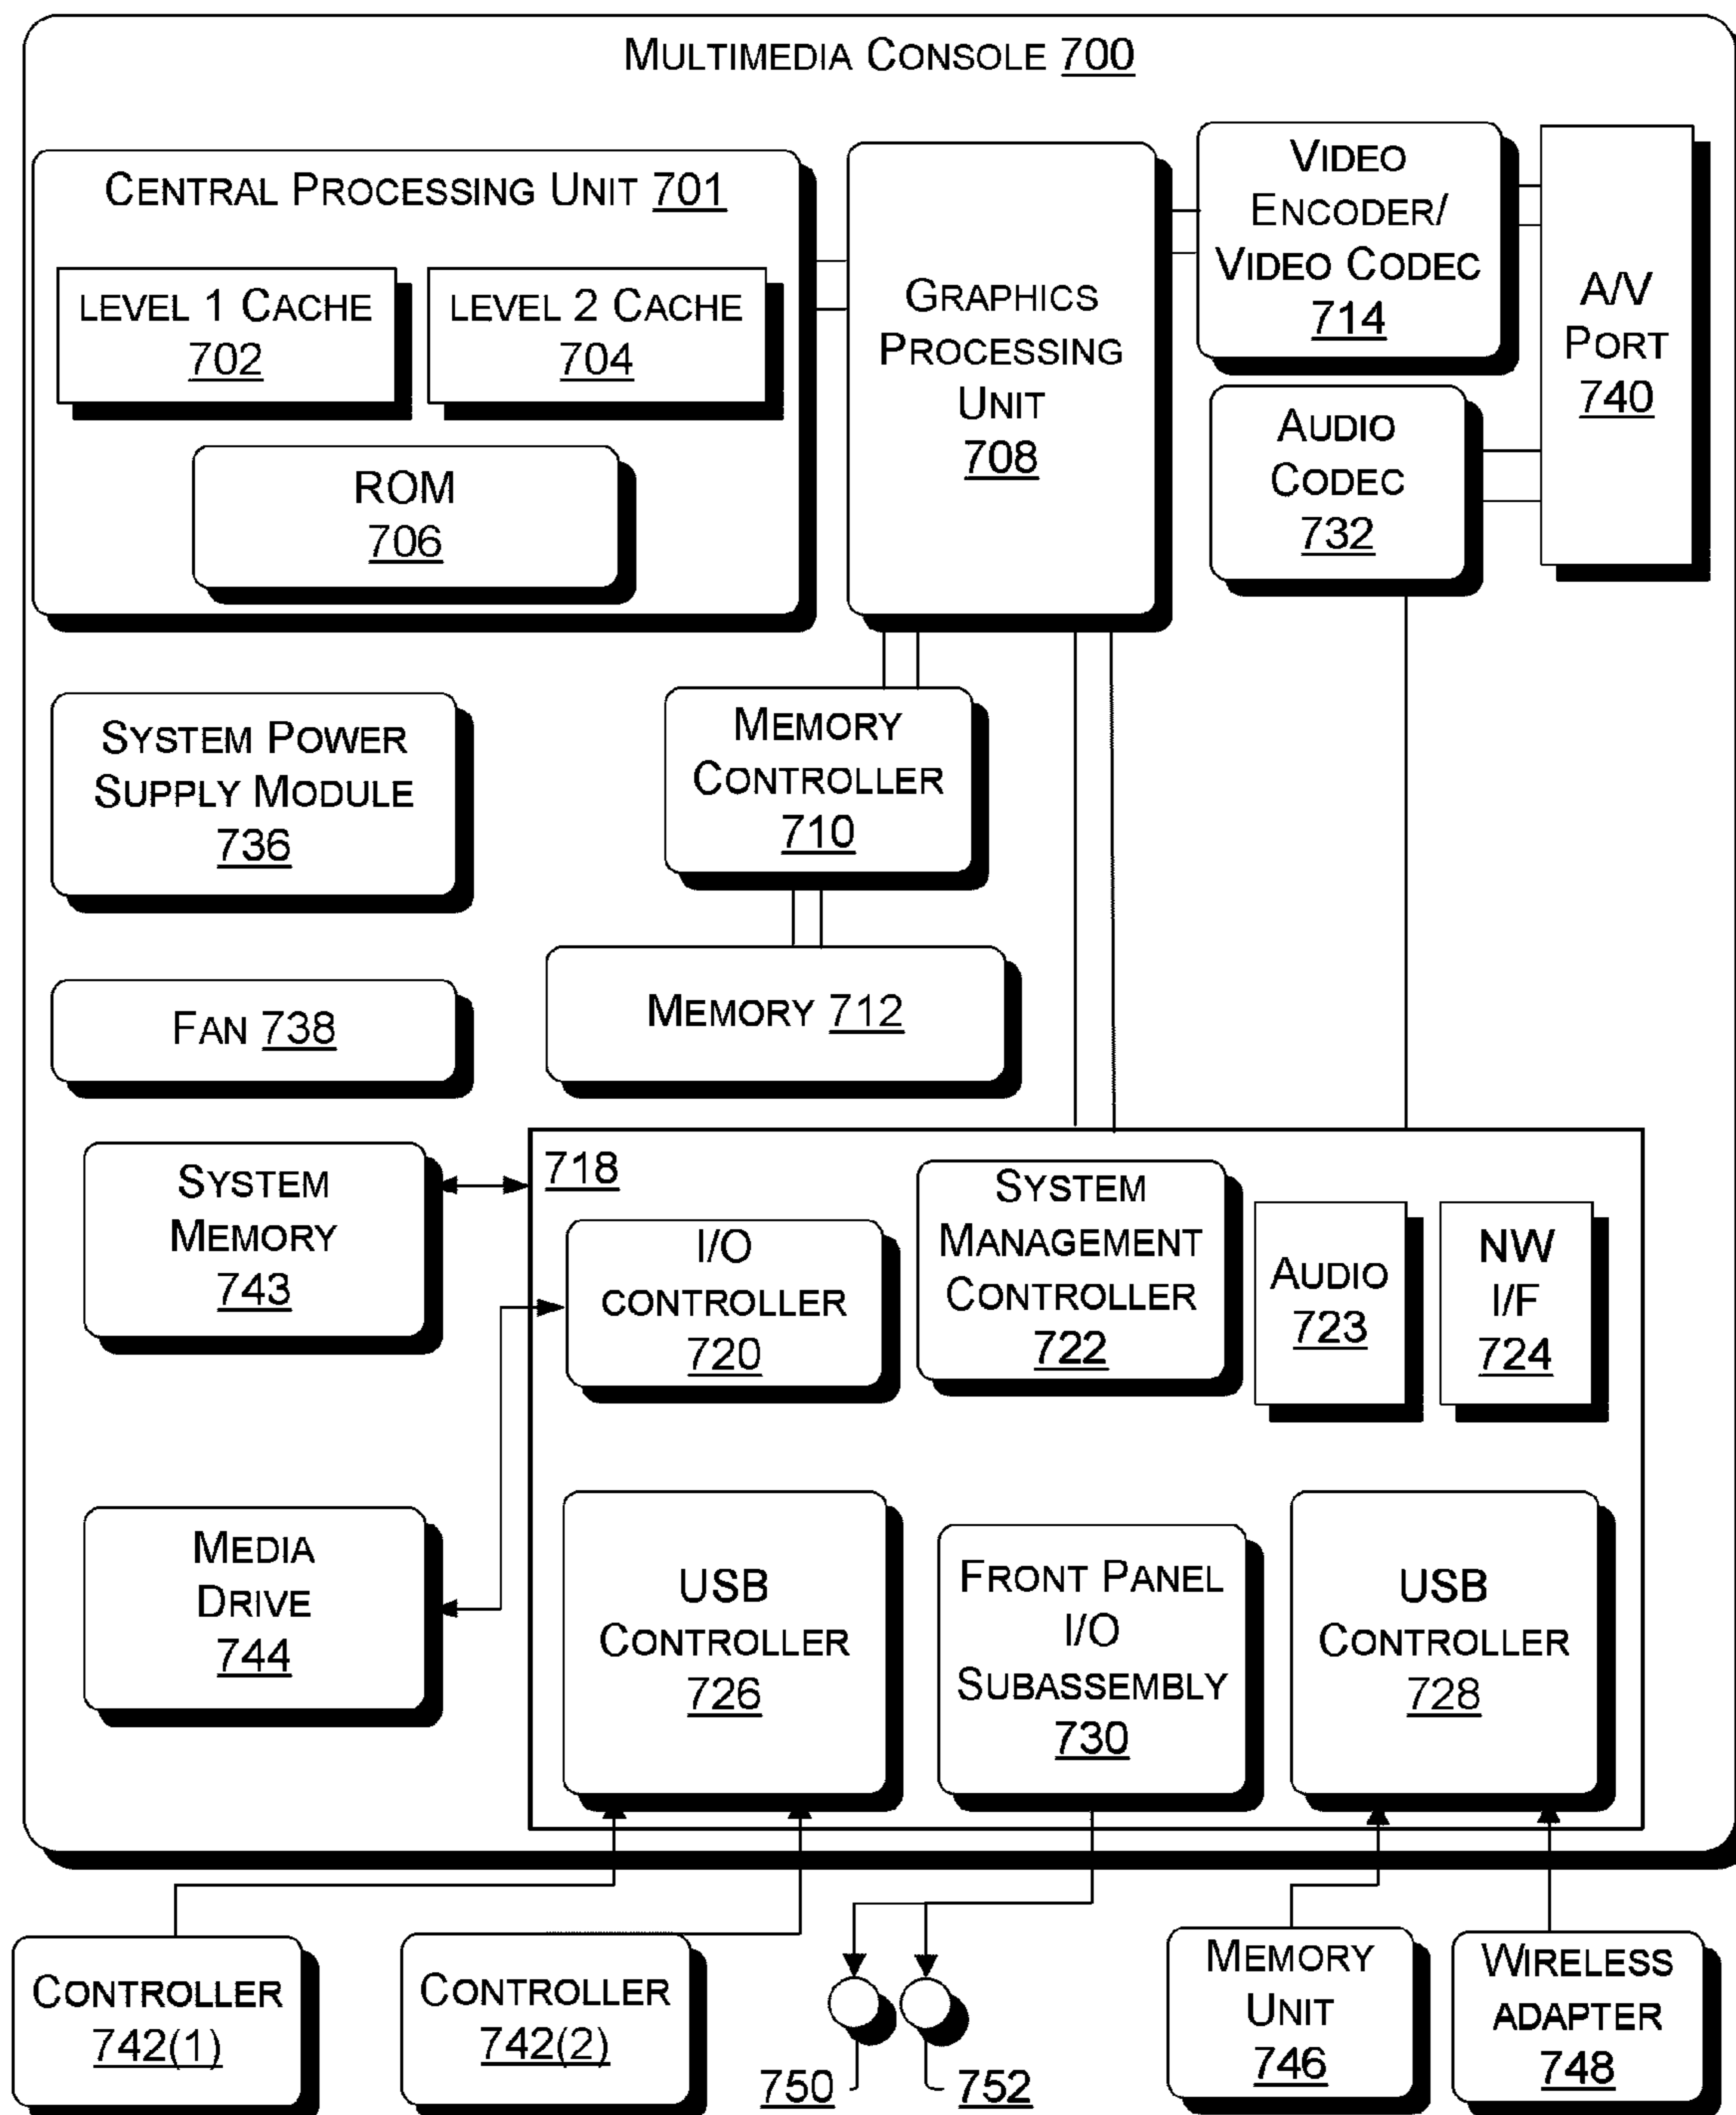 MULTIMEDIA CONSOLE 700
CENTRAL PROCESSING UNIT 701
LEVEL 1 CACHE
702
LEVEL 2 CACHE
704
ROM
706
GRAPHICS
PROCESSING
UNIT
708
VIDEO
ENCODER/
VIDEO CODEC
714
A/V
PORT
740
AUDIO
CODEC
732
SYSTEM POWER
SUPPLY MODULE
736
MEMORY
CONTROLLER
710
FAN 738
MEMORY 712
SYSTEM
MEMORY
743
718
I/O
CONTROLLER
720
SYSTEM
MANAGEMENT
CONTROLLER
722
AUDIO
723
NW
I/F
724
MEDIA
DRIVE
744
USB
CONTROLLER
726
FRONT PANEL
I/O
SUBASSEMBLY
730
USB
CONTROLLER
728
CONTROLLER
742(1)
CONTROLLER
742(2)
750
752
MEMORY
UNIT
746
WIRELESS
ADAPTER
748